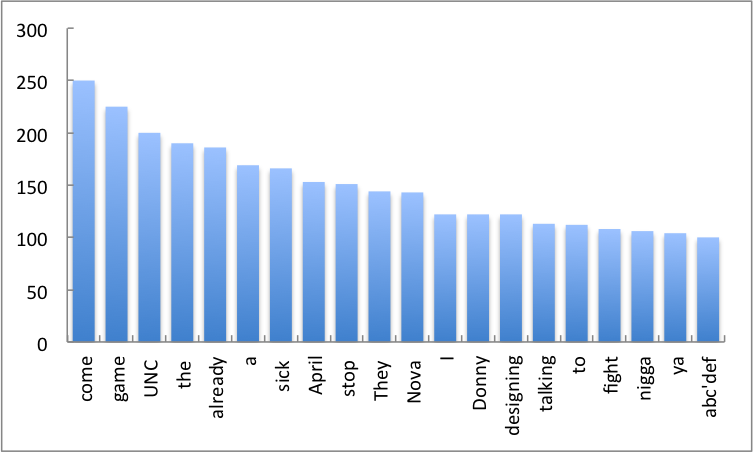 300
250
200
150
100
50
0
come
game
UNC
the
already
a
sick
April
stop
They
Nova
I
Donny
designing
talking
to
fight
nigga
ya
abc'def